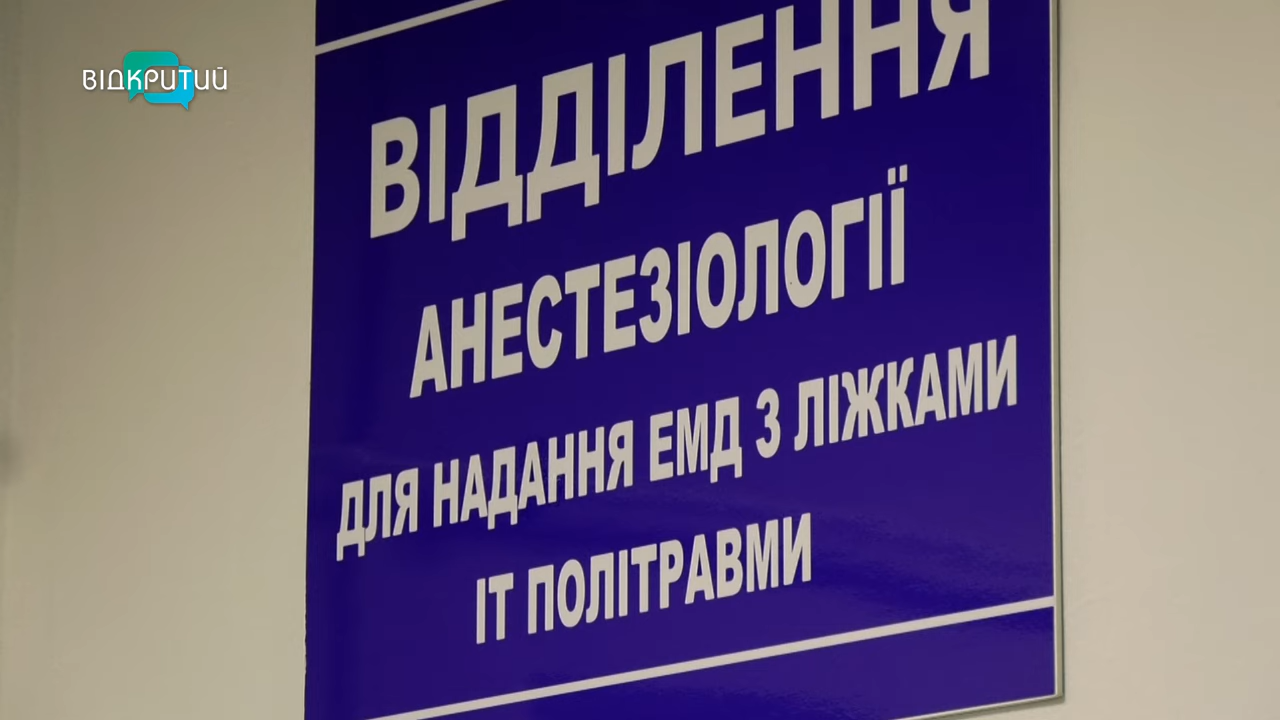 ВІДКРИТИЙ
ВІДДІЛЕННЯ
АНЕСТЕЗІОЛОГІЇ
ДЛЯ НАДАННЯ ЕМД З ЛІЖКАМИ
ІТ ПОЛІТРАВМИ